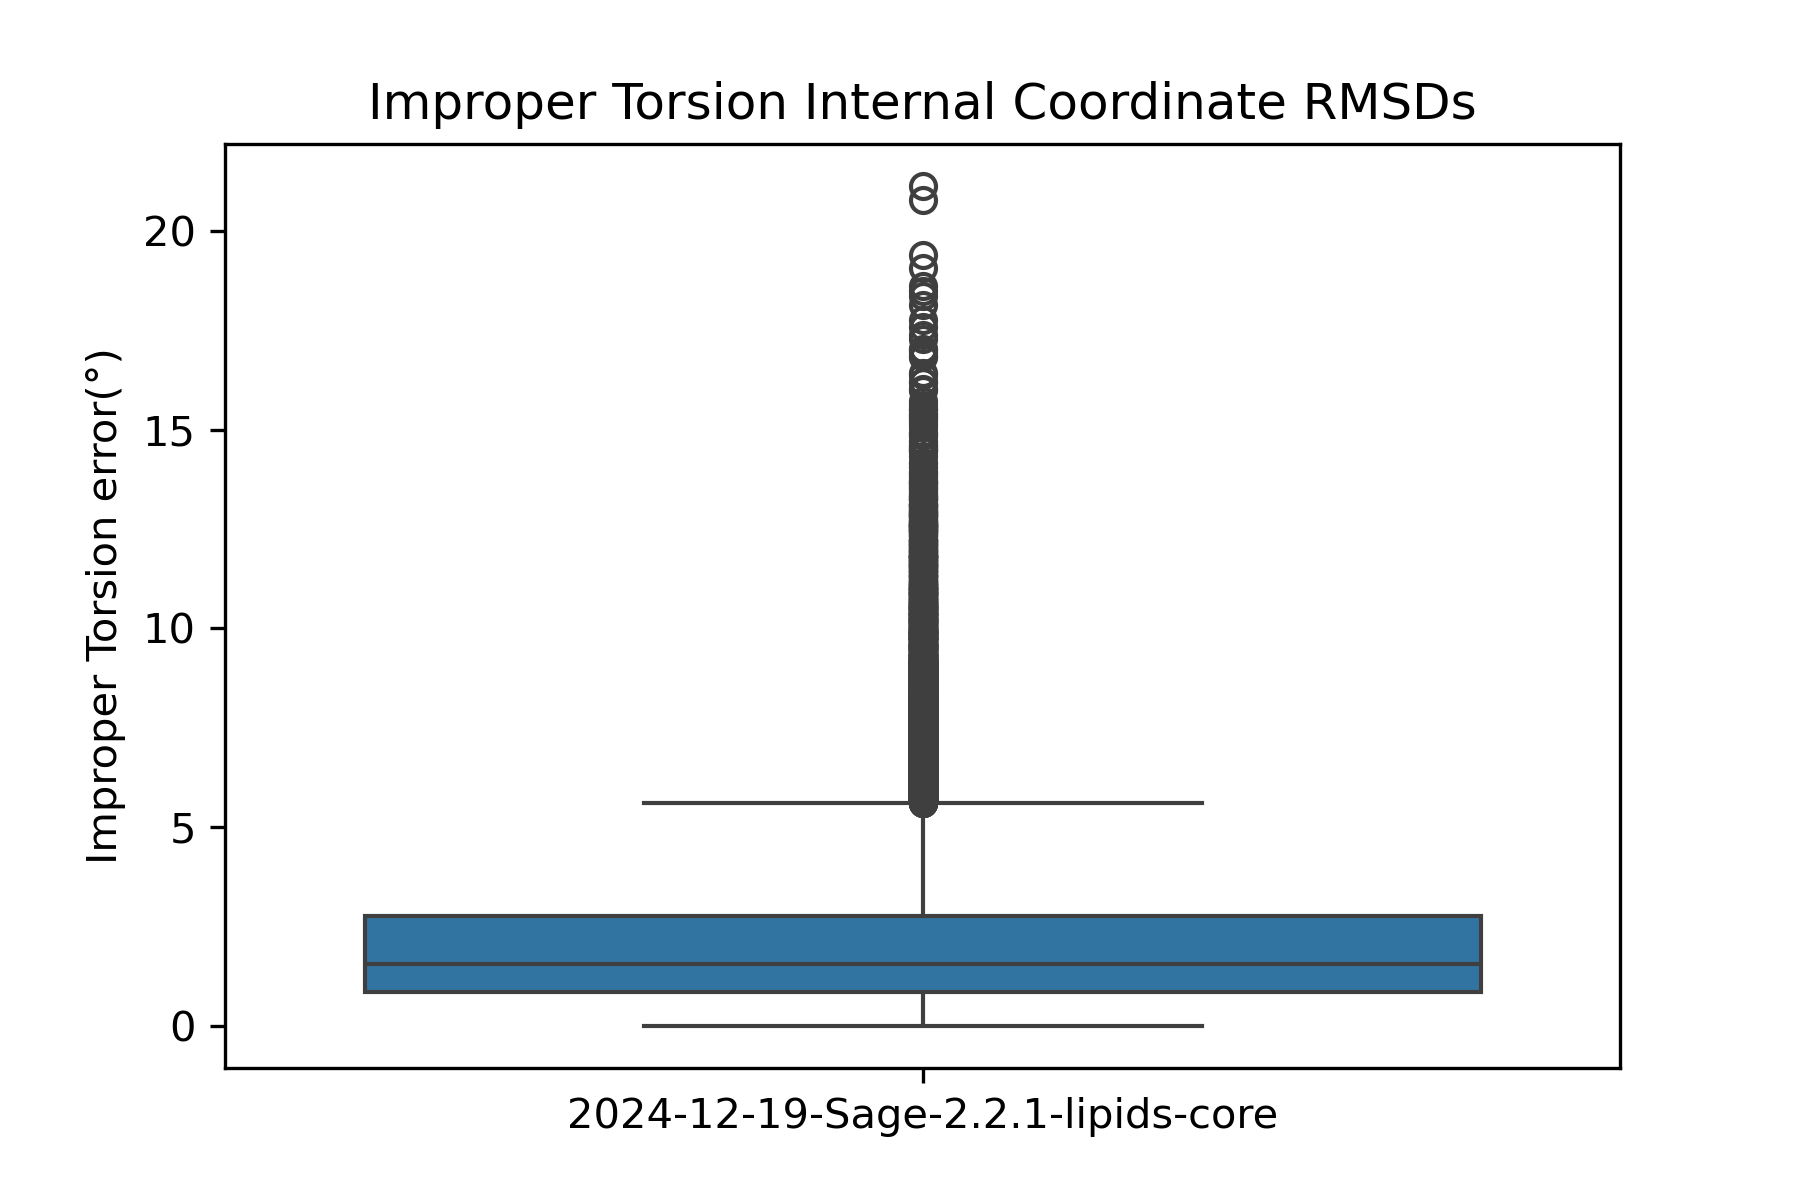 Improper Torsion Internal Coordinate RMSDs
Improper Torsion error(°)
20
15
10
5
0
2024-12-19-Sage-2.2.1-lipids-core